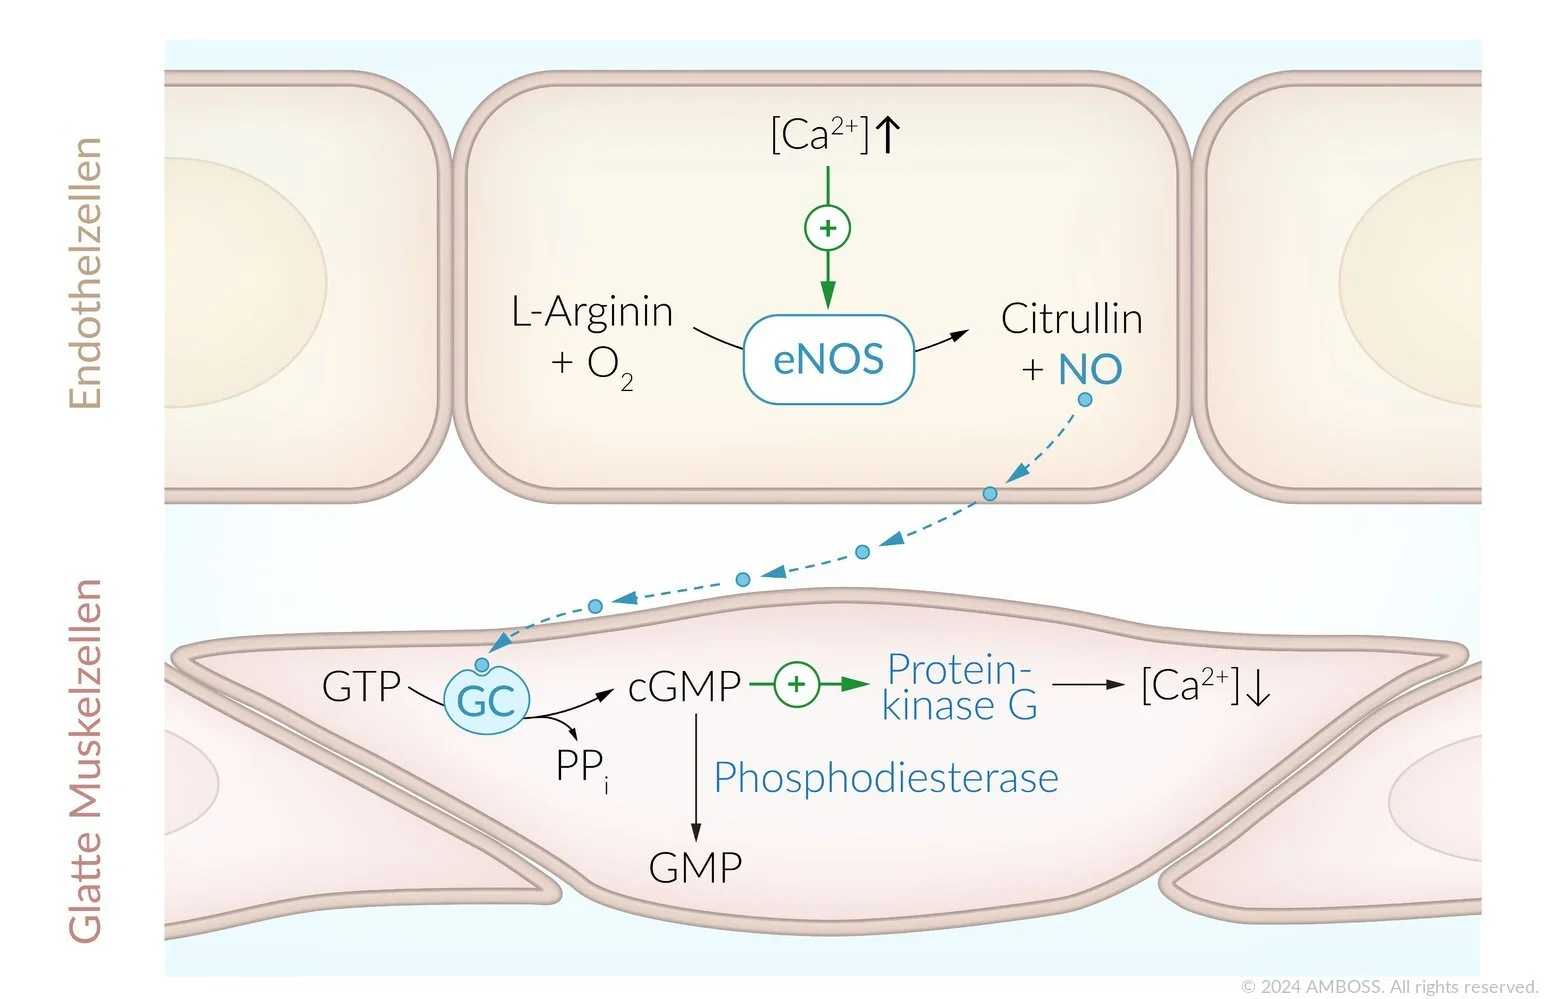 Endothelzellen
[Ca²⁺]↑
+
L-Arginin
+ O₂
eNOS
Citrullin
+ NO
Glatte Muskelzellen
GTP
GC
PPᵢ
cGMP
+
Protein-
kinase G
[Ca²⁺]↓
Phosphodiesterase
GMP
© 2024 AMBOSS. All rights reserved.